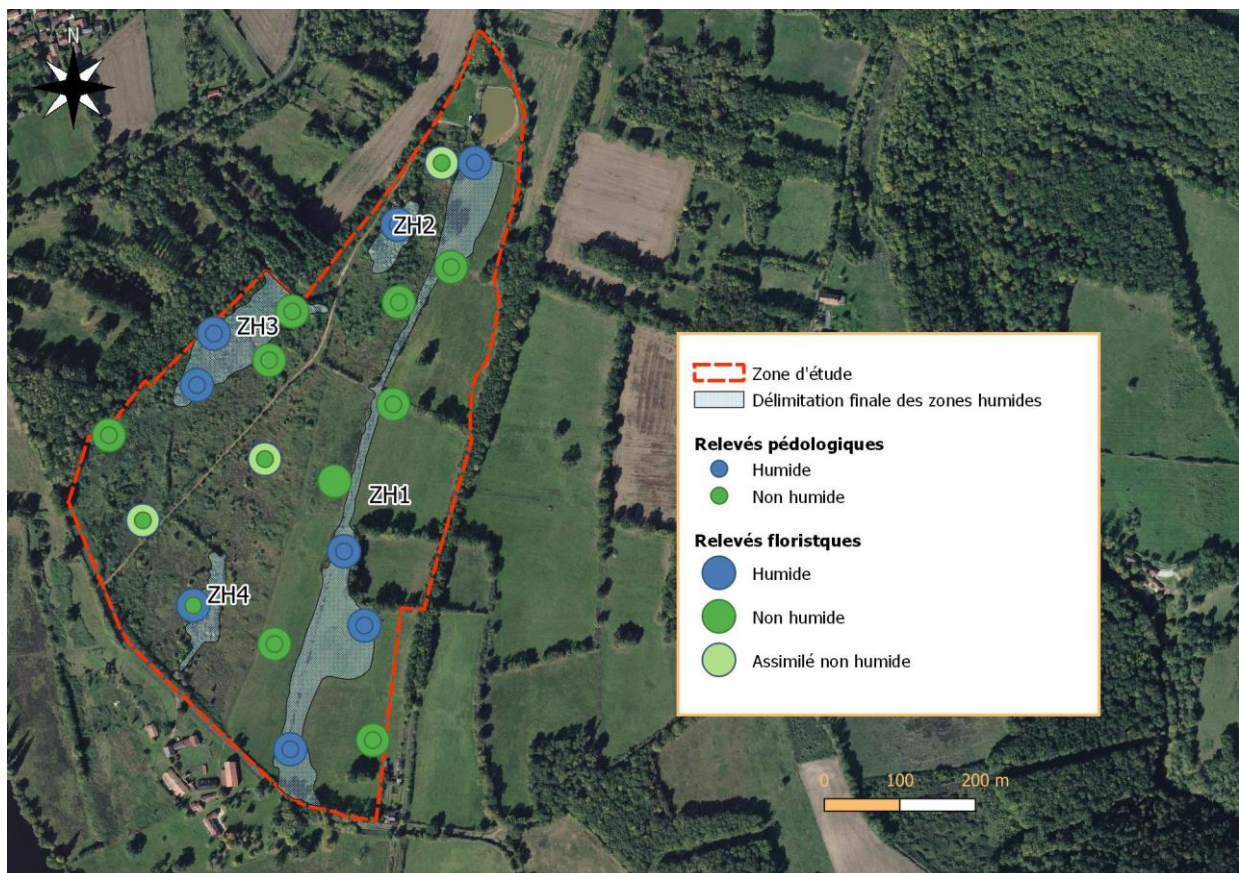 N
ZH2
ZH3
ZH1
ZH4
Zone d'étude
Délimitation finale des zones humides
Relevés pédologiques
Humide
Non humide
Relevés floristques
Humide
Non humide
Assimilé non humide
0 100 200 m